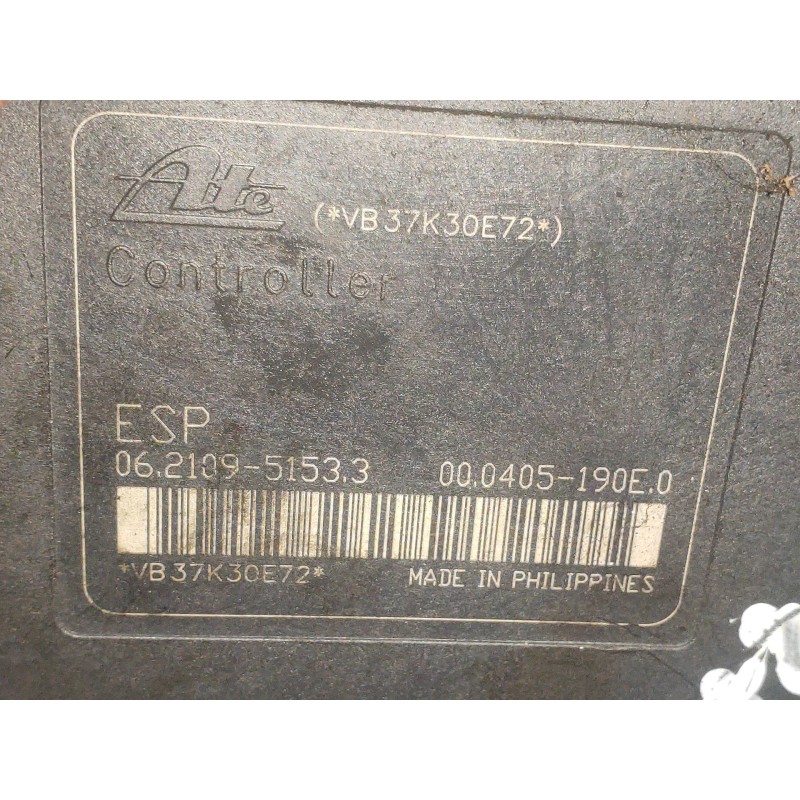 Ate (*VB37K30E72*)
Controller
ESP
06.2109-5153.3 00.0405-190E.0
*VB37K30E72* MADE IN PHILIPPINES